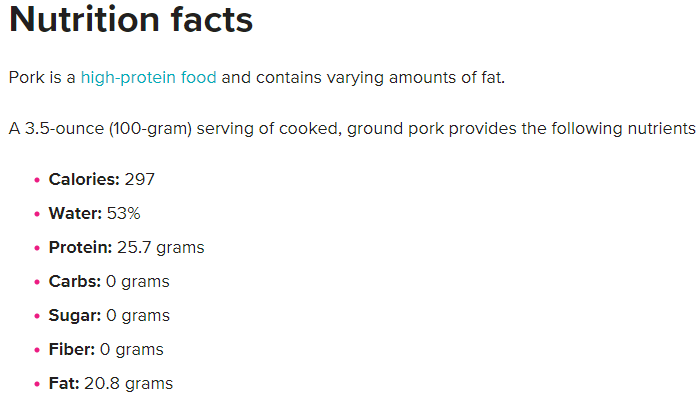 Nutrition facts
Pork is a high-protein food and contains varying amounts of fat.
A 3.5-ounce (100-gram) serving of cooked, ground pork provides the following nutrients
• Calories: 297
• Water: 53%
• Protein: 25.7 grams
• Carbs: 0 grams
• Sugar: 0 grams
• Fiber: 0 grams
• Fat: 20.8 grams